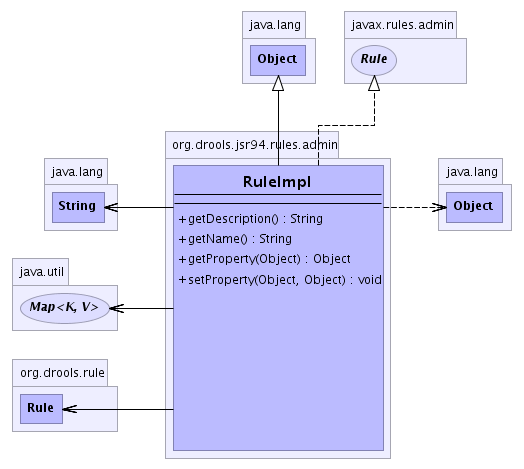 java.lang
Object
javax.rules.admin
Rule
org.drools.jsr94.rules.admin
RuleImpl
+ getDescription() : String
+ getName() : String
+ getProperty(Object) : Object
+ setProperty(Object, Object) : void
java.lang
String
java.lang
Object
java.util
Map<K, V>
org.drools.rule
Rule